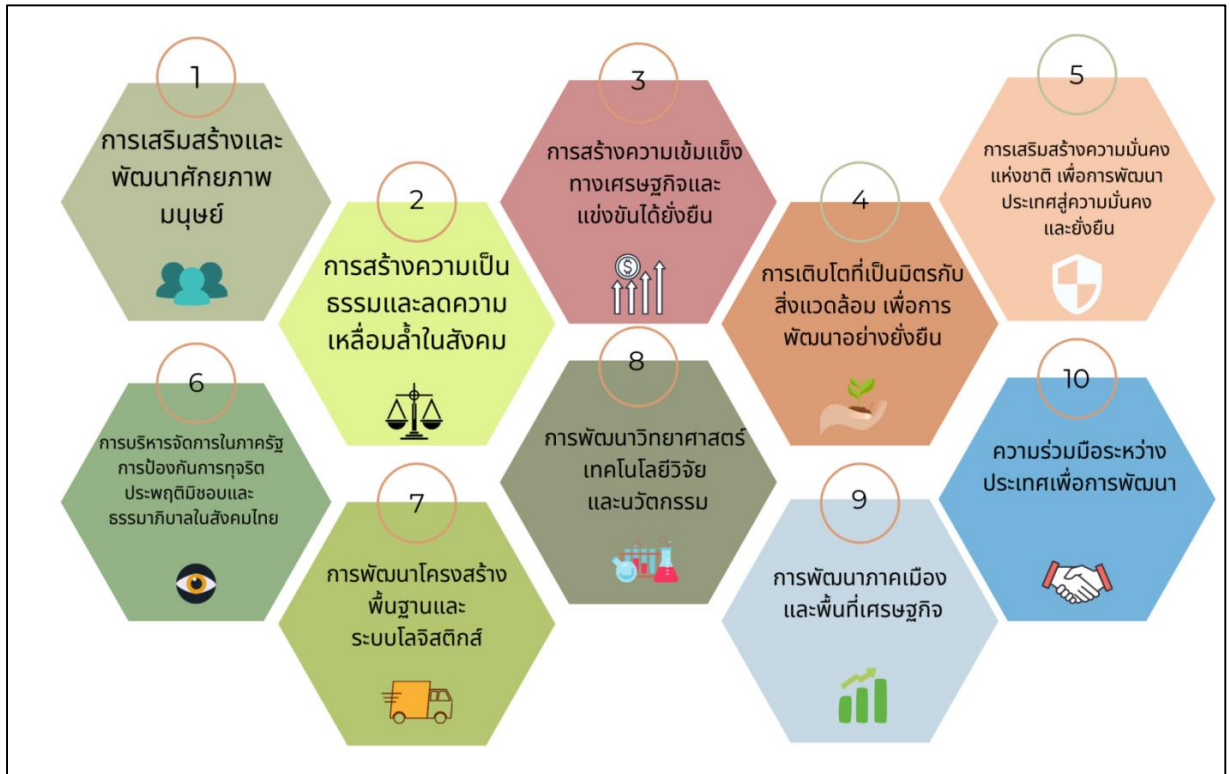 1
การเสริมสร้างและ
พัฒนาศักยภาพ
มนุษย์
2
การสร้างความเป็น
ธรรมและลดความ
เหลื่อมล้ำในสังคม
3
การสร้างความเข้มแข็ง
ทางเศรษฐกิจและ
แข่งขันได้ยั่งยืน
$
4
การเติบโตที่เป็นมิตรกับ
สิ่งแวดล้อม เพื่อการ
พัฒนาอย่างยั่งยืน
5
การเสริมสร้างความมั่นคง
แห่งชาติ เพื่อการพัฒนา
ประเทศสู่ความมั่นคง
และยั่งยืน
6
การบริหารจัดการในภาครัฐ
การป้องกันการทุจริต
ประพฤติมิชอบและ
ธรรมาภิบาลในสังคมไทย
7
การพัฒนาโครงสร้าง
พื้นฐานและ
ระบบโลจิสติกส์
8
การพัฒนาวิทยาศาสตร์
เทคโนโลยีวิจัย
และนวัตกรรม
9
การพัฒนาภาคเมือง
และพื้นที่เศรษฐกิจ
10
ความร่วมมือระหว่าง
ประเทศเพื่อการพัฒนา